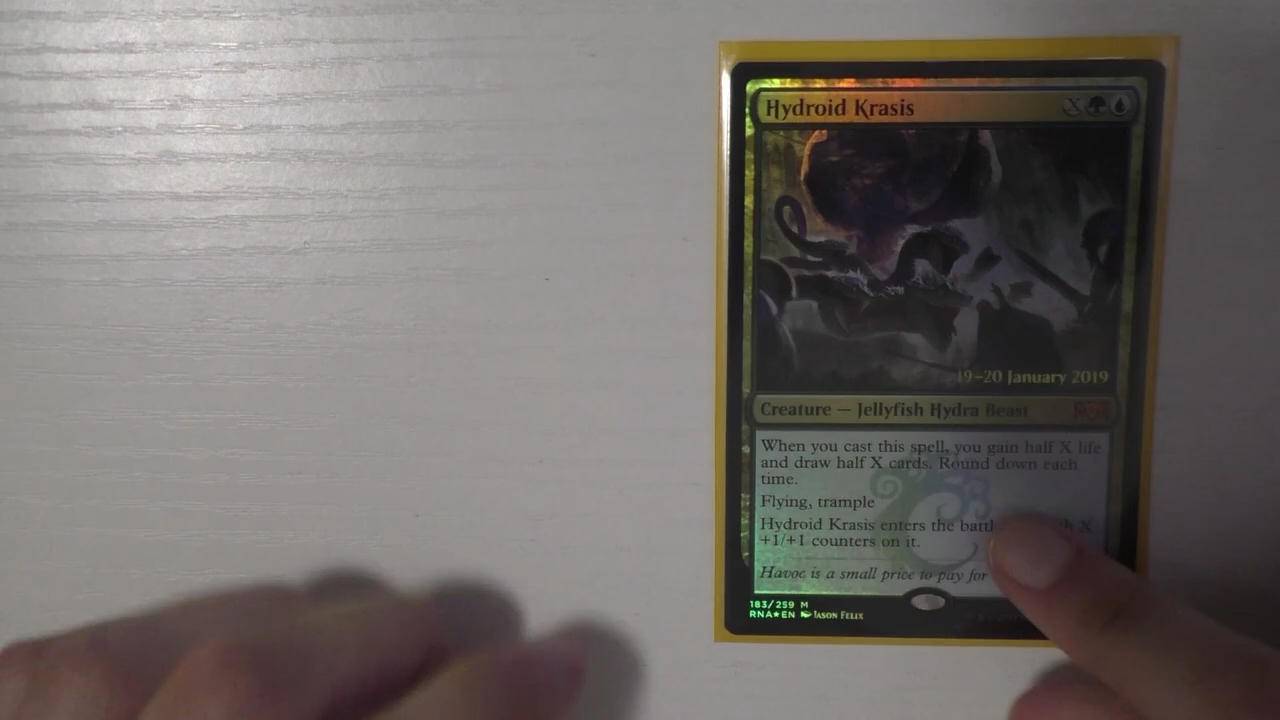 Hydroid Krasis X
19–20 January 2019
Creature — Jellyfish Hydra Beast
When you cast this spell, you gain half X life
and draw half X cards. Round down each
time.
Flying, trample
Hydroid Krasis enters the X
+1/+1 counters on it.
Havoc is a small price to pay for
183/259 M
RNA★EN Jason Felix